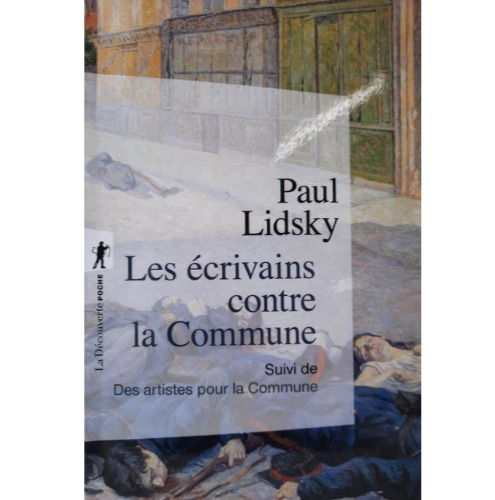 Paul
Lidsky
Les écrivains
contre
la Commune
Suivi de
Des artistes pour la Commune
La Découverte POCHE